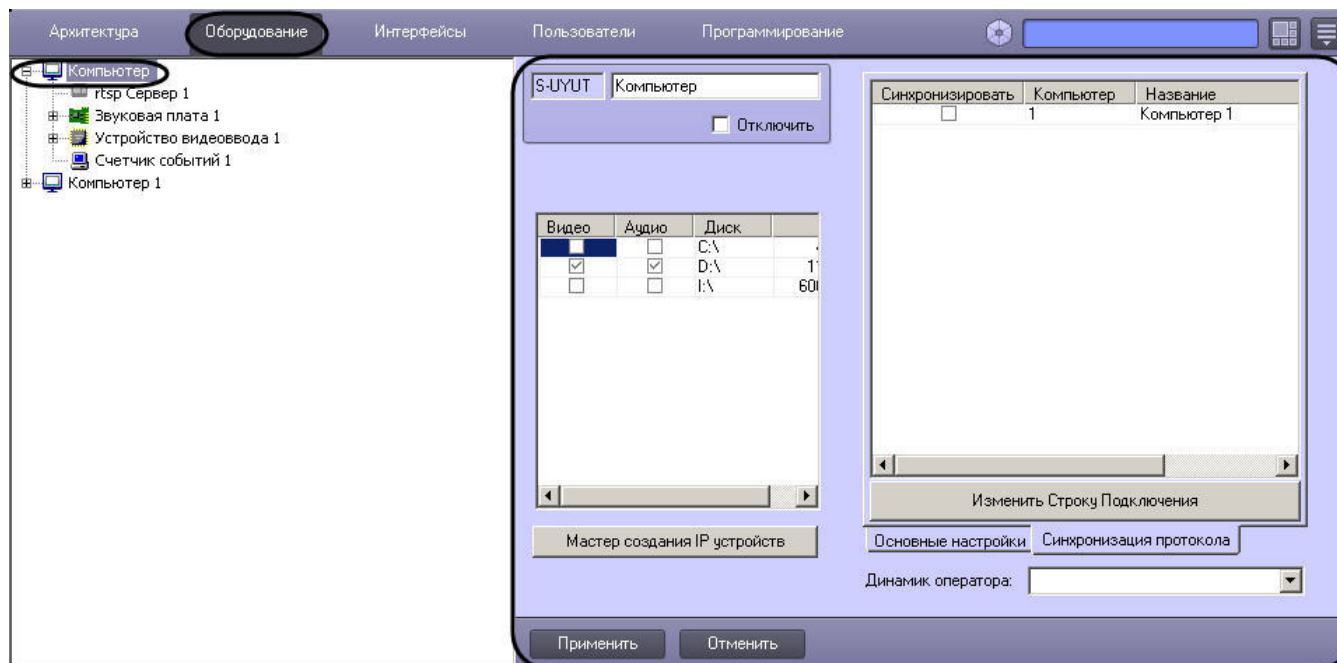 Архитектура Оборудование Интерфейсы Пользователи Программирование
Компьютер
rtsp Сервер 1
Звуковая плата 1
Устройство видеоввода 1
Счетчик событий 1
Компьютер 1
S-UYUT Компьютер
Отключить
Видео Аудио Диск
C:\
D:\ 11
I:\ 600
Мастер создания IP устройств
Синхронизировать Компьютер Название
1 Компьютер 1
Изменить Строку Подключения
Основные настройки Синхронизация протокола
Динамик оператора:
Применить Отменить